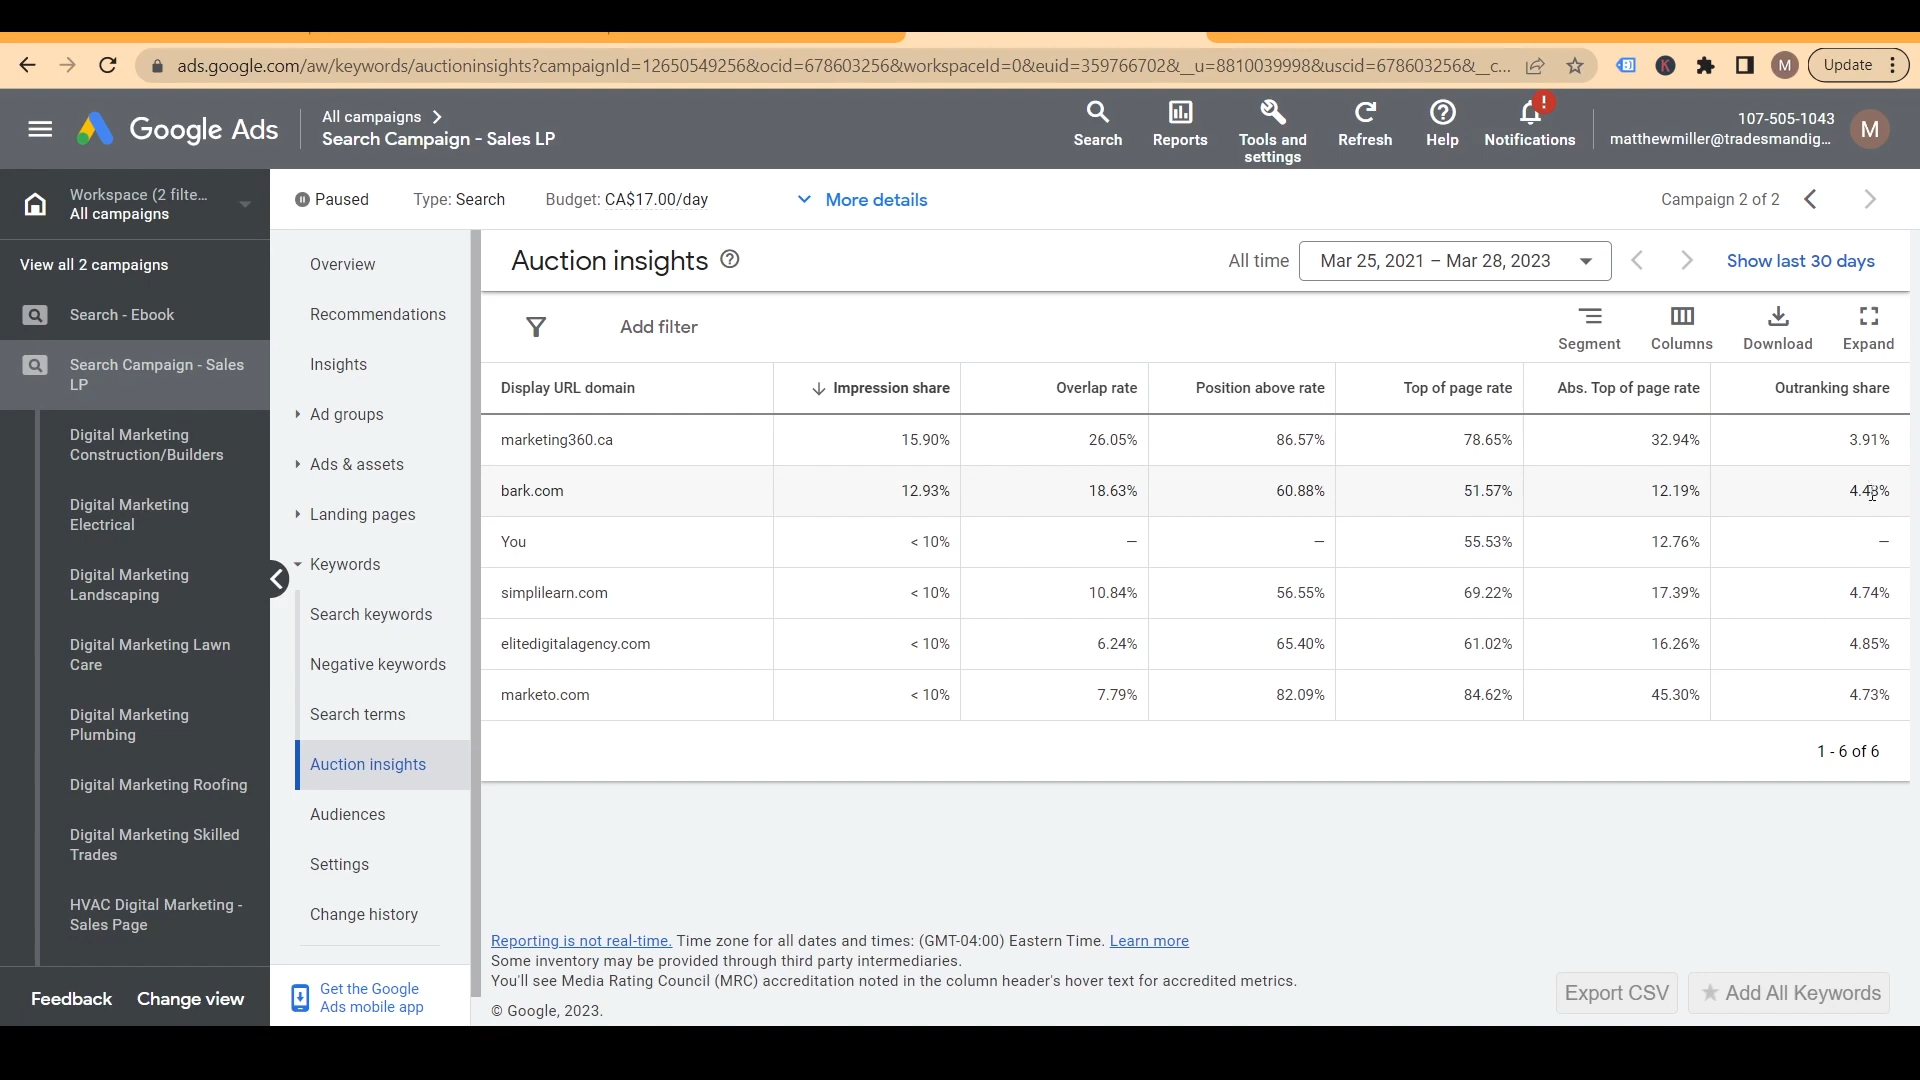 ads.google.com/aw/keywords/auctioninsights?campaignId=12650549256&ocid=678603256&workspaceId=0&euid=359766702&__u=8810039998&uscid=678603256&__c...
K
M
Update
Google Ads
All campaigns
Search Campaign - Sales LP
Search
Reports
Tools and
settings
Refresh
Help
!
Notifications
107-505-1043
matthewmiller@tradesmandig...
M
Workspace (2 filte...
All campaigns
Paused
Type: Search
Budget: CA$17.00/day
More details
Campaign 2 of 2
View all 2 campaigns
Search - Ebook
Search Campaign - Sales
LP
Digital Marketing
Construction/Builders
Digital Marketing
Electrical
Digital Marketing
Landscaping
Digital Marketing Lawn
Care
Digital Marketing
Plumbing
Digital Marketing Roofing
Digital Marketing Skilled
Trades
HVAC Digital Marketing -
Sales Page
Feedback
Change view
Overview
Recommendations
Insights
Ad groups
Ads & assets
Landing pages
Keywords
Search keywords
Negative keywords
Search terms
Auction insights
Audiences
Settings
Change history
Get the Google
Ads mobile app
Auction insights
All time
Mar 25, 2021 – Mar 28, 2023
Show last 30 days
Add filter
Segment
Columns
Download
Expand
Display URL domain Impression share Overlap rate Position above rate Top of page rate Abs. Top of page rate Outranking share
marketing360.ca 15.90% 26.05% 86.57% 78.65% 32.94% 3.91%
bark.com 12.93% 18.63% 60.88% 51.57% 12.19% 4.48%
You < 10% — — 55.53% 12.76% —
simplilearn.com < 10% 10.84% 56.55% 69.22% 17.39% 4.74%
elitedigitalagency.com < 10% 6.24% 65.40% 61.02% 16.26% 4.85%
marketo.com < 10% 7.79% 82.09% 84.62% 45.30% 4.73%
1 - 6 of 6
Reporting is not real-time. Time zone for all dates and times: (GMT-04:00) Eastern Time. Learn more
Some inventory may be provided through third party intermediaries.
You'll see Media Rating Council (MRC) accreditation noted in the column header's hover text for accredited metrics.
© Google, 2023.
Export CSV
Add All Keywords